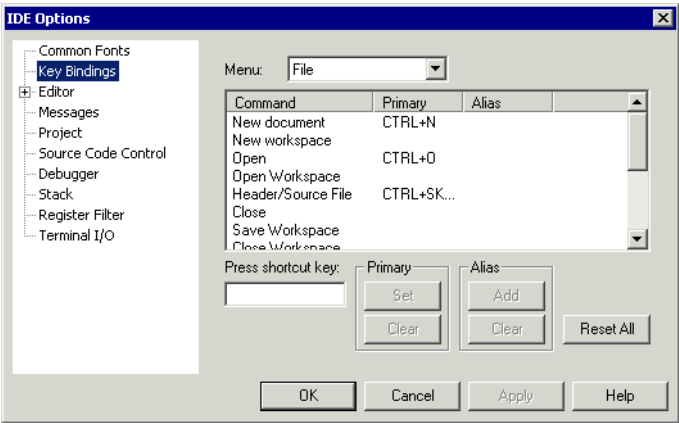 IDE Options
Common Fonts
Key Bindings
Editor
Messages
Project
Source Code Control
Debugger
Stack
Register Filter
Terminal I/O
Menu: File
Command Primary Alias
New document CTRL+N
New workspace
Open CTRL+O
Open Workspace
Header/Source File CTRL+SK...
Close
Save Workspace
Close Workspace
Press shortcut key: Primary Alias
Set Add
Clear Clear Reset All
OK Cancel Apply Help